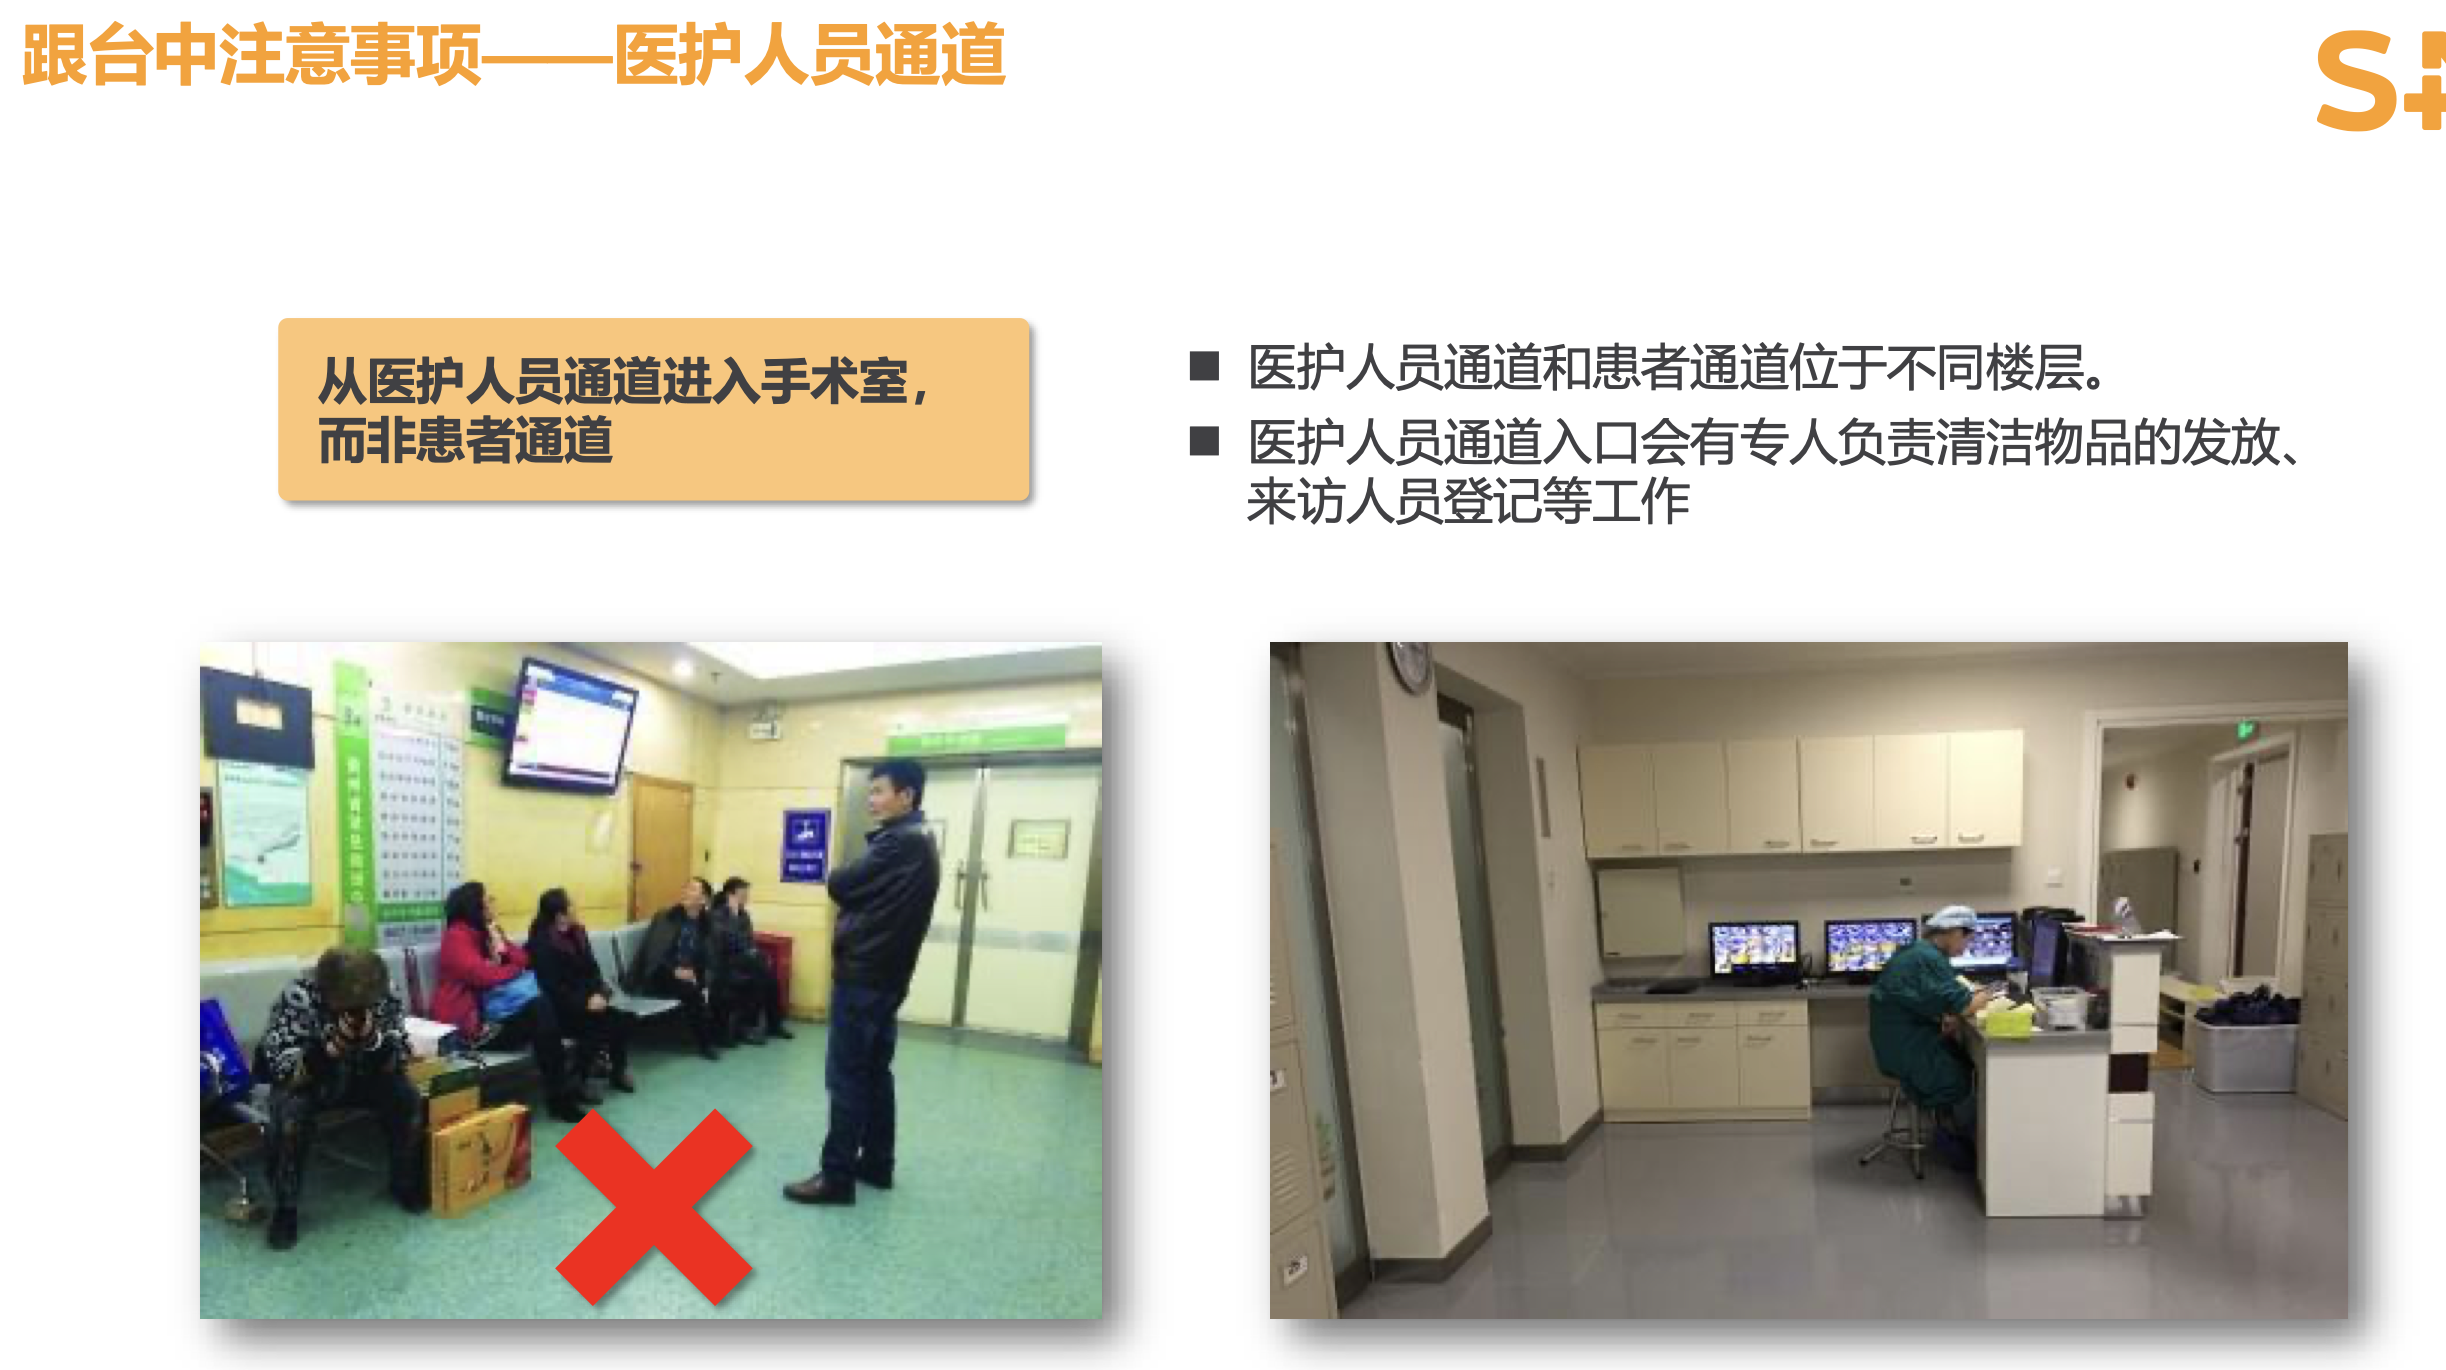 跟台中注意事项——医护人员通道
从医护人员通道进入手术室，
而非患者通道
■ 医护人员通道和患者通道位于不同楼层。
■ 医护人员通道入口会有专人负责清洁物品的发放、
来访人员登记等工作